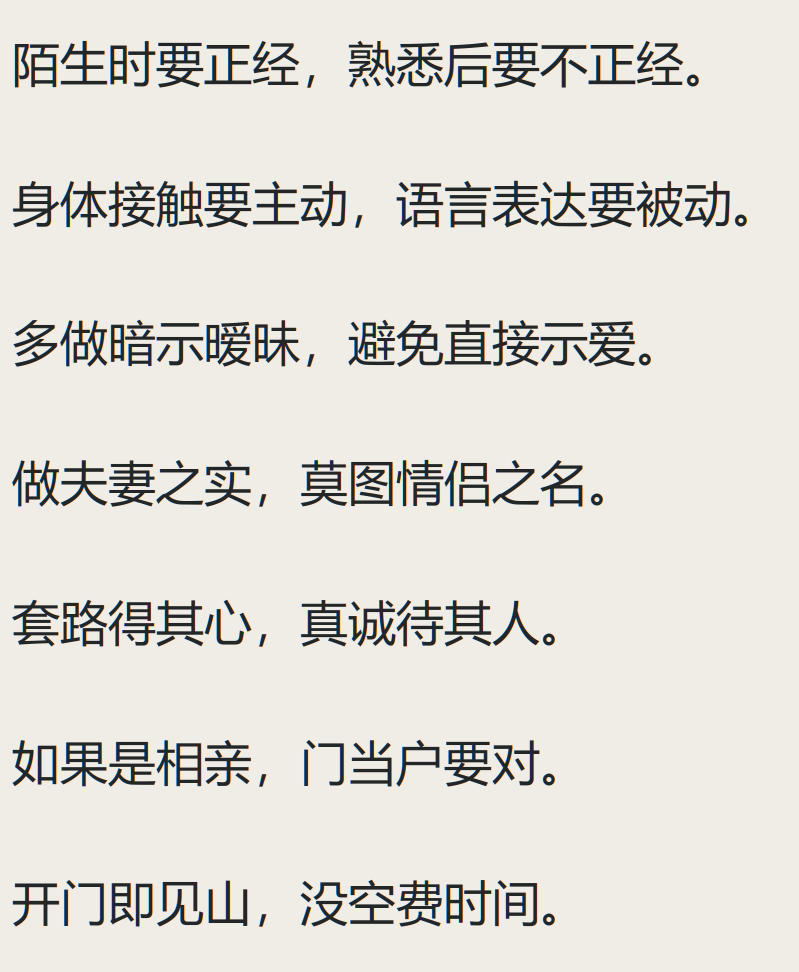 陌生时要正经，熟悉后要不正经。
身体接触要主动，语言表达要被动。
多做暗示暧昧，避免直接示爱。
做夫妻之实，莫图情侣之名。
套路得其心，真诚待其人。
如果是相亲，门当户要对。
开门即见山，没空费时间。